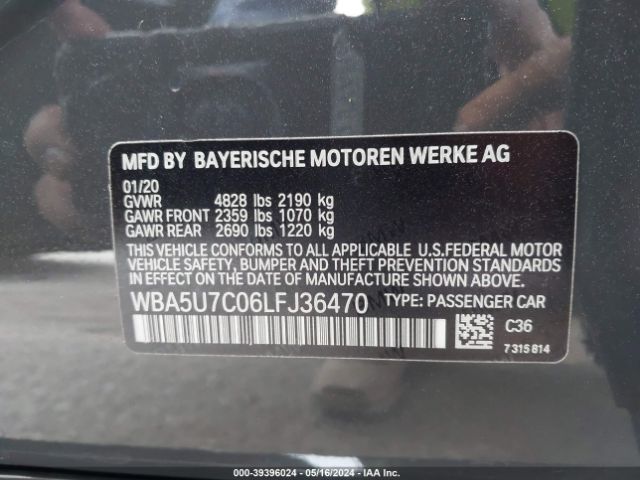 MFD BY BAYERISCHE MOTOREN WERKE AG
01/20
GVWR 4828 lbs 2190 kg
GAWR FRONT 2359 lbs 1070 kg
GAWR REAR 2690 lbs 1220 kg
THIS VEHICLE CONFORMS TO ALL APPLICABLE U.S.FEDERAL MOTOR
VEHICLE SAFETY, BUMPER AND THEFT PREVENTION STANDARDS
IN EFFECT ON THE DATE OF MANUFACTURE SHOWN ABOVE.
WBA5U7C06LFJ36470 TYPE: PASSENGER CAR
C36
7315814
000-39396024 - 05/16/2024 - IAA Inc.